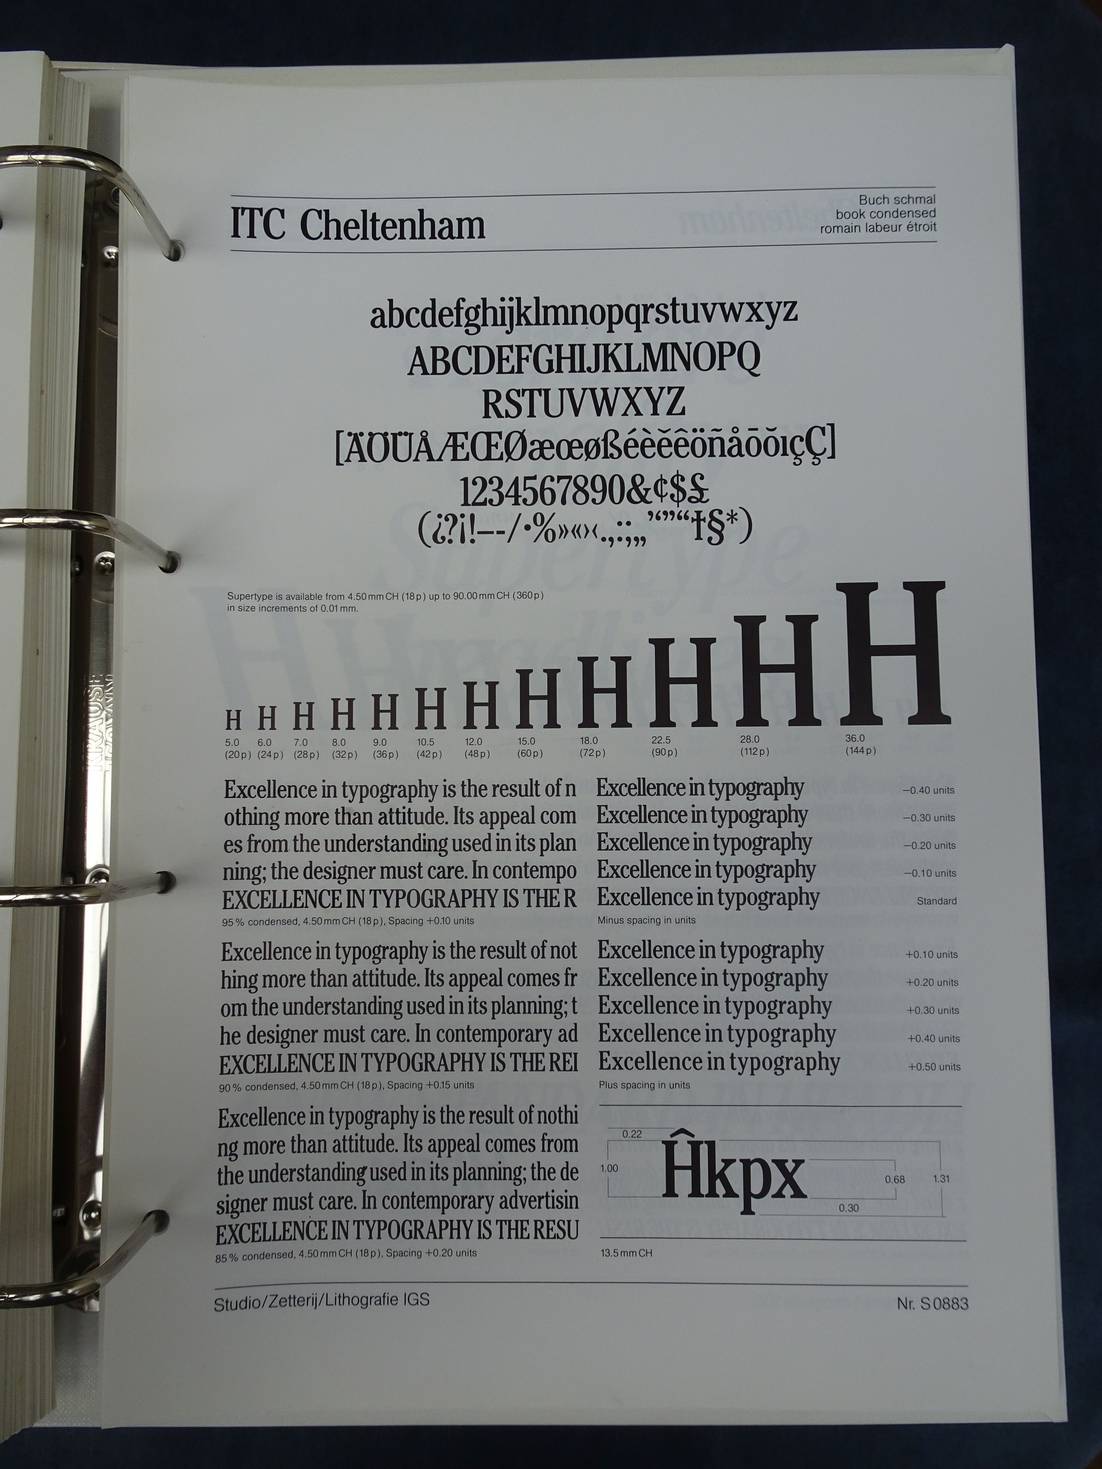 ITC Cheltenham
Buch schmal
book condensed
romain labeur étroit
abcdefghijklmnopqrstuvwxyz
ABCDEFGHIJKLMNOPQ
RSTUVWXYZ
[ÄÖÜÅÆŒØæœøßéèĕêöñåōŏıçÇ]
1234567890&¢$£
(¿?¡!—-/·%»«›‹.,:;„”“”“†§*)
Supertype is available from 4.50 mm CH (18 p) up to 90.00 mm CH (360 p)
in size increments of 0.01 mm.
H H H H H H H H H H H H
5.0 6.0 7.0 8.0 9.0 10.5 12.0 15.0 18.0 22.5 28.0 36.0
(20 p) (24 p) (28 p) (32 p) (36 p) (42 p) (48 p) (60 p) (72 p) (90 p) (112 p) (144 p)
Excellence in typography is the result of n
othing more than attitude. Its appeal com
es from the understanding used in its plan
ning; the designer must care. In contempo
EXCELLENCE IN TYPOGRAPHY IS THE R
95 % condensed, 4.50 mm CH (18 p), Spacing +0.10 units
Excellence in typography is the result of not
hing more than attitude. Its appeal comes fr
om the understanding used in its planning; t
he designer must care. In contemporary ad
EXCELLENCE IN TYPOGRAPHY IS THE REI
90 % condensed, 4.50 mm CH (18 p), Spacing +0.15 units
Excellence in typography is the result of nothi
ng more than attitude. Its appeal comes from
the understanding used in its planning; the de
signer must care. In contemporary advertisin
EXCELLENCE IN TYPOGRAPHY IS THE RESU
85 % condensed, 4.50 mm CH (18 p), Spacing +0.20 units
Excellence in typography −0.40 units
Excellence in typography −0.30 units
Excellence in typography −0.20 units
Excellence in typography −0.10 units
Excellence in typography Standard
Minus spacing in units
Excellence in typography +0.10 units
Excellence in typography +0.20 units
Excellence in typography +0.30 units
Excellence in typography +0.40 units
Excellence in typography +0.50 units
Plus spacing in units
0.22
1.00 Ĥkpx 0.68 1.31
0.30
13.5 mm CH
Studio/Zetterij/Lithografie IGS
Nr. S 0883
KRAUSE